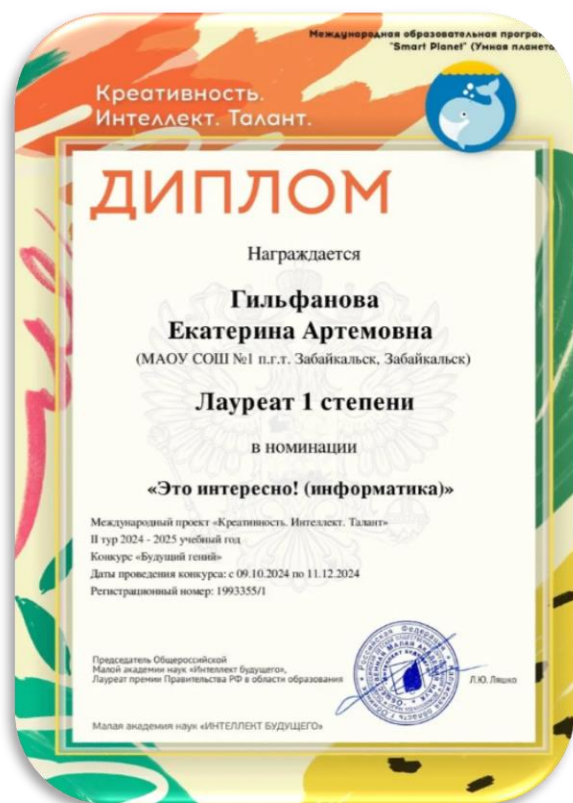 Международная образовательная
"Smart Planet" (Умная планета
Креативность.
Интеллект. Талант.
ДИПЛОМ
Награждается
Гильфанова
Екатерина Артемовна
(МАОУ СОШ №1 п.г.т. Забайкальск, Забайкальск)
Лауреат 1 степени
в номинации
«Это интересно! (информатика)»
Международный проект «Креативность. Интеллект. Талант»
II тур 2024 - 2025 учебный год
Конкурс «Будущий гений»
Даты проведения конкурса: с 09.10.2024 по 11.12.2024
Регистрационный номер: 1993355/1
Председатель Общероссийской
Малой академии наук «Интеллект будущего»,
Лауреат премии Правительства РФ в области образования
Л.Ю. Ляшко
Малая академия наук «ИНТЕЛЛЕКТ БУДУЩЕГО»